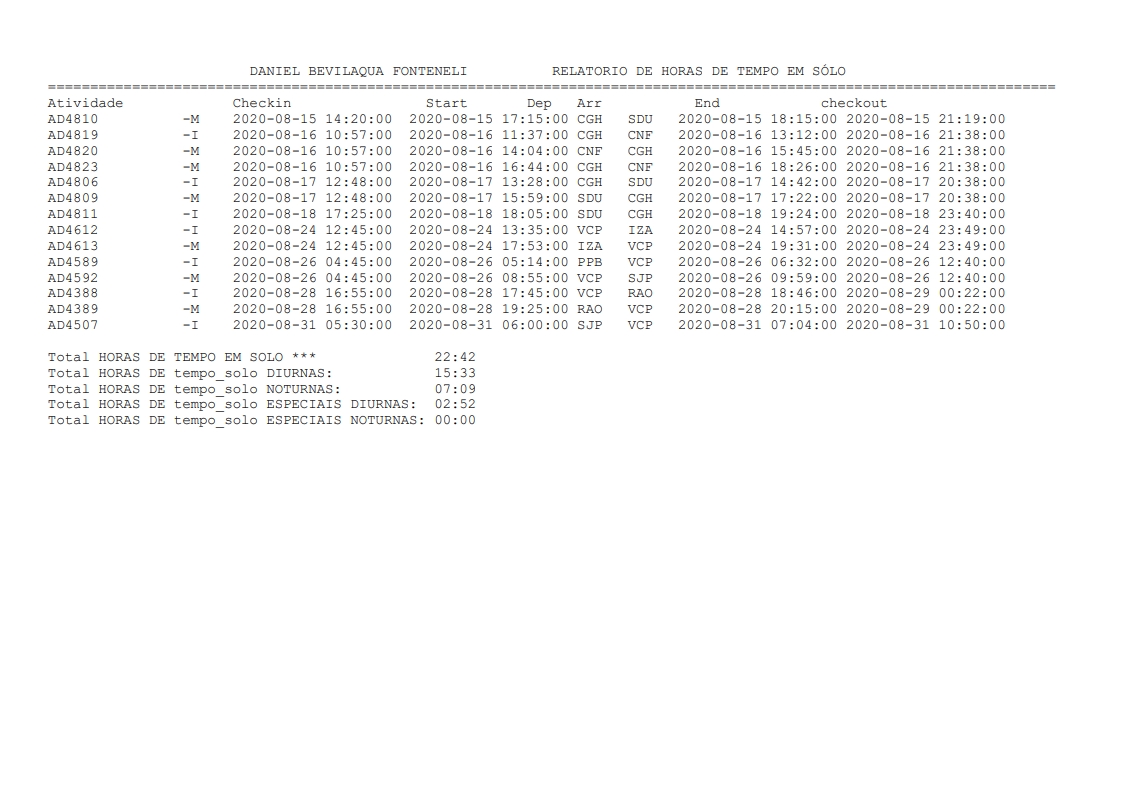 DANIEL BEVILAQUA FONTENELI RELATORIO DE HORAS DE TEMPO EM SÓLO
========================================================================================================================
Atividade Checkin Start Dep Arr End checkout
AD4810 -M 2020-08-15 14:20:00 2020-08-15 17:15:00 CGH SDU 2020-08-15 18:15:00 2020-08-15 21:19:00
AD4819 -I 2020-08-16 10:57:00 2020-08-16 11:37:00 CGH CNF 2020-08-16 13:12:00 2020-08-16 21:38:00
AD4820 -M 2020-08-16 10:57:00 2020-08-16 14:04:00 CNF CGH 2020-08-16 15:45:00 2020-08-16 21:38:00
AD4823 -M 2020-08-16 10:57:00 2020-08-16 16:44:00 CGH CNF 2020-08-16 18:26:00 2020-08-16 21:38:00
AD4806 -I 2020-08-17 12:48:00 2020-08-17 13:28:00 CGH SDU 2020-08-17 14:42:00 2020-08-17 20:38:00
AD4809 -M 2020-08-17 12:48:00 2020-08-17 15:59:00 SDU CGH 2020-08-17 17:22:00 2020-08-17 20:38:00
AD4811 -I 2020-08-18 17:25:00 2020-08-18 18:05:00 SDU CGH 2020-08-18 19:24:00 2020-08-18 23:40:00
AD4612 -I 2020-08-24 12:45:00 2020-08-24 13:35:00 VCP IZA 2020-08-24 14:57:00 2020-08-24 23:49:00
AD4613 -M 2020-08-24 12:45:00 2020-08-24 17:53:00 IZA VCP 2020-08-24 19:31:00 2020-08-24 23:49:00
AD4589 -I 2020-08-26 04:45:00 2020-08-26 05:14:00 PPB VCP 2020-08-26 06:32:00 2020-08-26 12:40:00
AD4592 -M 2020-08-26 04:45:00 2020-08-26 08:55:00 VCP SJP 2020-08-26 09:59:00 2020-08-26 12:40:00
AD4388 -I 2020-08-28 16:55:00 2020-08-28 17:45:00 VCP RAO 2020-08-28 18:46:00 2020-08-29 00:22:00
AD4389 -M 2020-08-28 16:55:00 2020-08-28 19:25:00 RAO VCP 2020-08-28 20:15:00 2020-08-29 00:22:00
AD4507 -I 2020-08-31 05:30:00 2020-08-31 06:00:00 SJP VCP 2020-08-31 07:04:00 2020-08-31 10:50:00
Total HORAS DE TEMPO EM SOLO *** 22:42
Total HORAS DE tempo_solo DIURNAS: 15:33
Total HORAS DE tempo_solo NOTURNAS: 07:09
Total HORAS DE tempo_solo ESPECIAIS DIURNAS: 02:52
Total HORAS DE tempo_solo ESPECIAIS NOTURNAS: 00:00